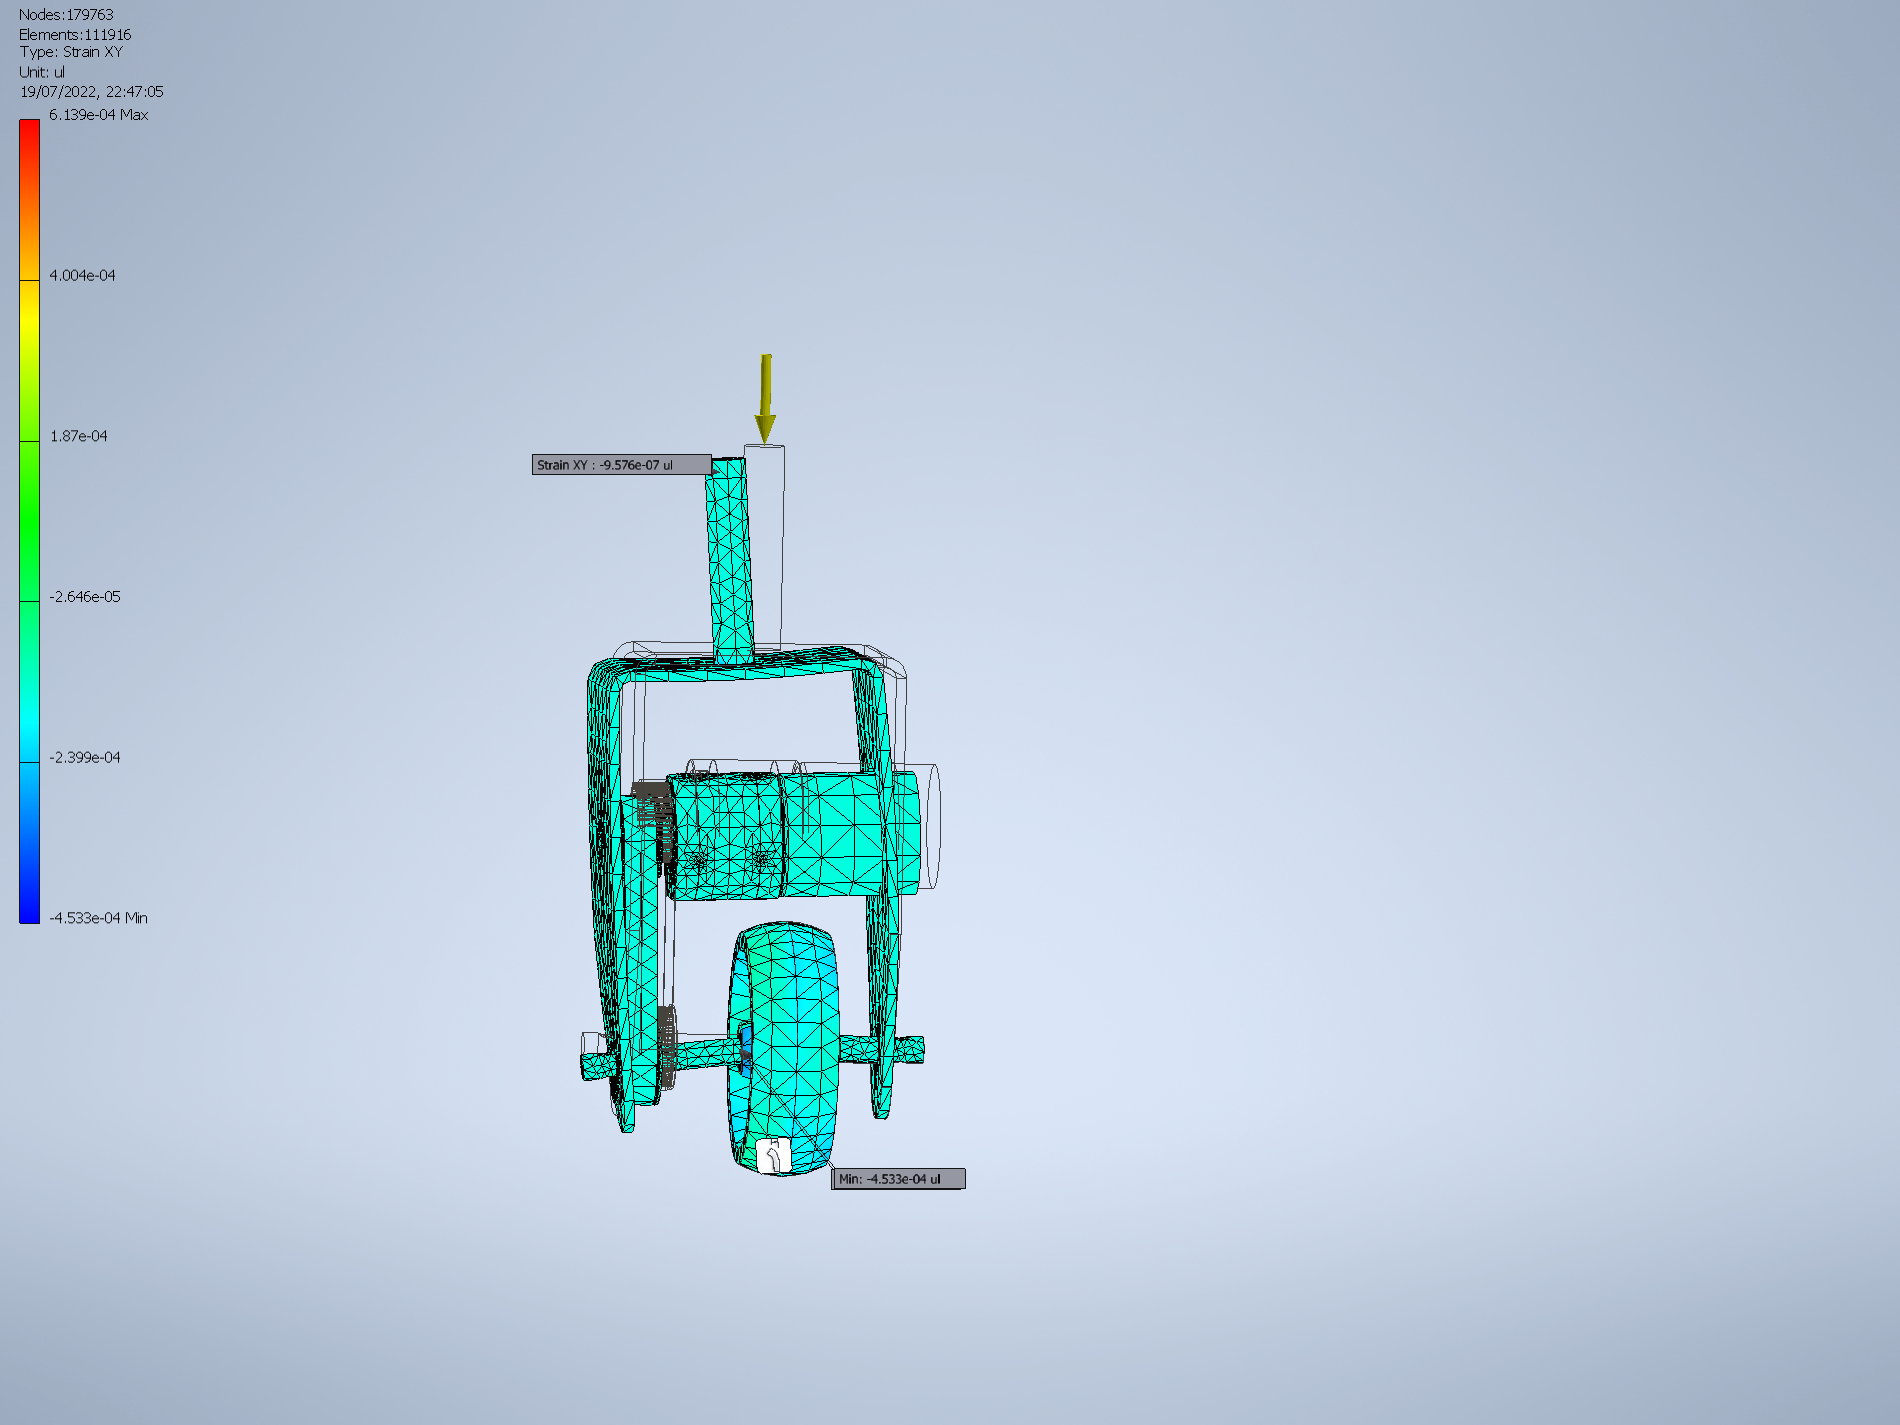 Nodes:179763
Elements:111916
Type: Strain XY
Unit: ul
19/07/2022, 22:47:05
6.139e-04 Max
4.004e-04
1.87e-04
-2.646e-05
-2.399e-04
-4.533e-04 Min
Strain XY : -9.576e-07 ul
Min: -4.533e-04 ul